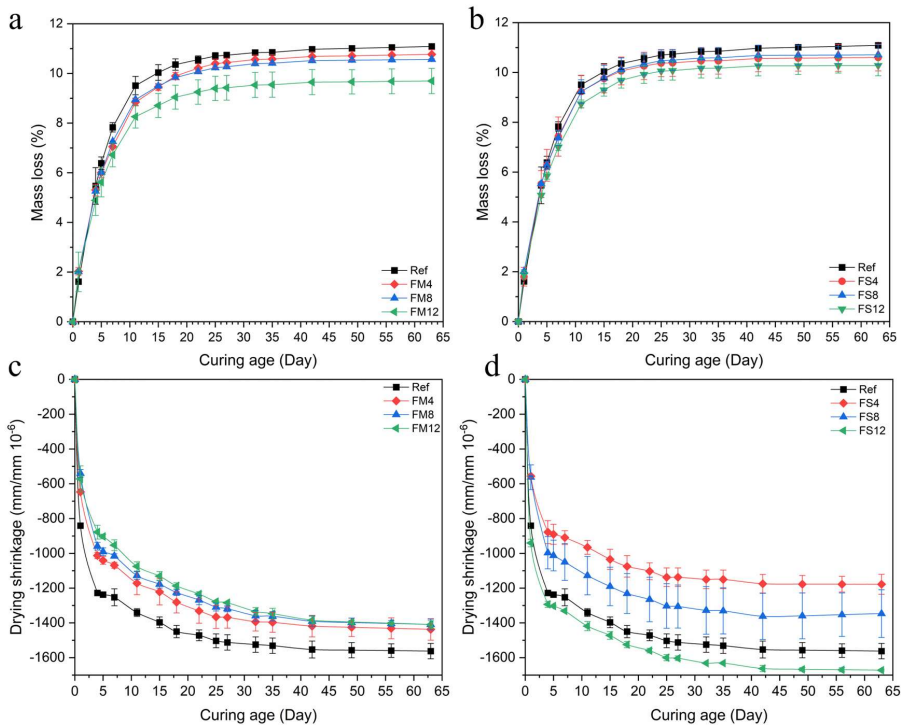 a
12
10
8
6
4
2
0
Mass loss (%)
Ref
FM4
FM8
FM12
0 5 10 15 20 25 30 35 40 45 50 55 60 65
Curing age (Day)
b
12
10
8
6
4
2
0
Mass loss (%)
Ref
FS4
FS8
FS12
0 5 10 15 20 25 30 35 40 45 50 55 60 65
Curing age (Day)
c
0
-200
-400
-600
-800
-1000
-1200
-1400
-1600
Drying shrinkage (mm/mm 10⁻⁶)
Ref
FM4
FM8
FM12
0 5 10 15 20 25 30 35 40 45 50 55 60 65
Curing age (Day)
d
0
-200
-400
-600
-800
-1000
-1200
-1400
-1600
Drying shrinkage (mm/mm 10⁻⁶)
Ref
FS4
FS8
FS12
0 5 10 15 20 25 30 35 40 45 50 55 60 65
Curing age (Day)